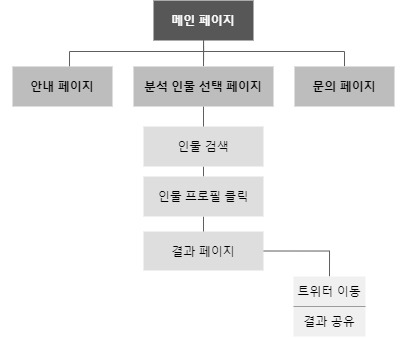 메인 페이지
안내 페이지
분석 인물 선택 페이지
문의 페이지
인물 검색
인물 프로필 클릭
결과 페이지
트위터 이동
결과 공유